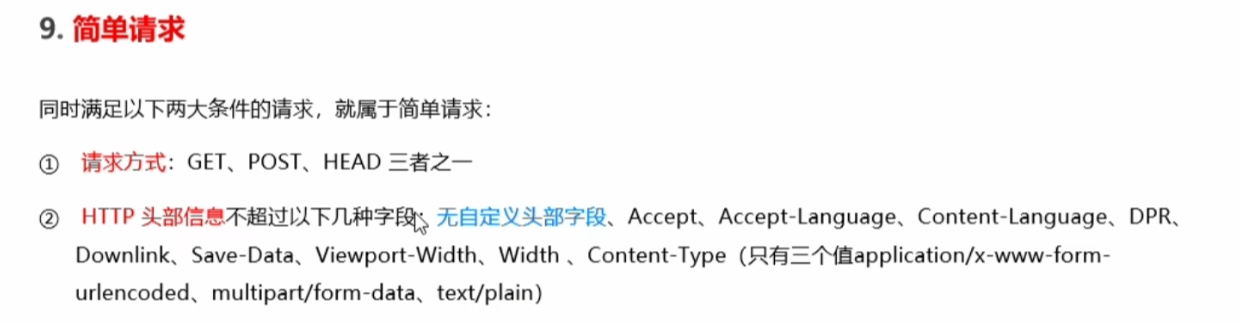 9. 简单请求
同时满足以下两大条件的请求，就属于简单请求：
① 请求方式：GET、POST、HEAD 三者之一
② HTTP 头部信息不超过以下几种字段：无自定义头部字段、Accept、Accept-Language、Content-Language、DPR、
Downlink、Save-Data、Viewport-Width、Width 、Content-Type（只有三个值application/x-www-form-
urlencoded、multipart/form-data、text/plain）